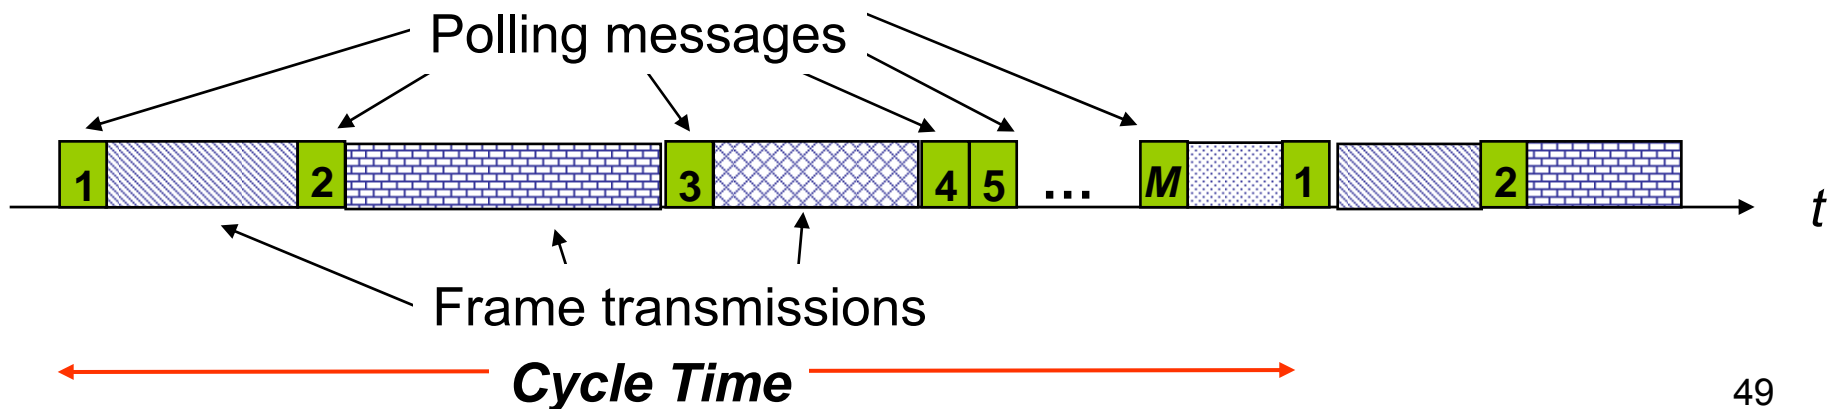 Polling messages
1 2 3 4 5 ... M 1 2
t
Frame transmissions
Cycle Time
49